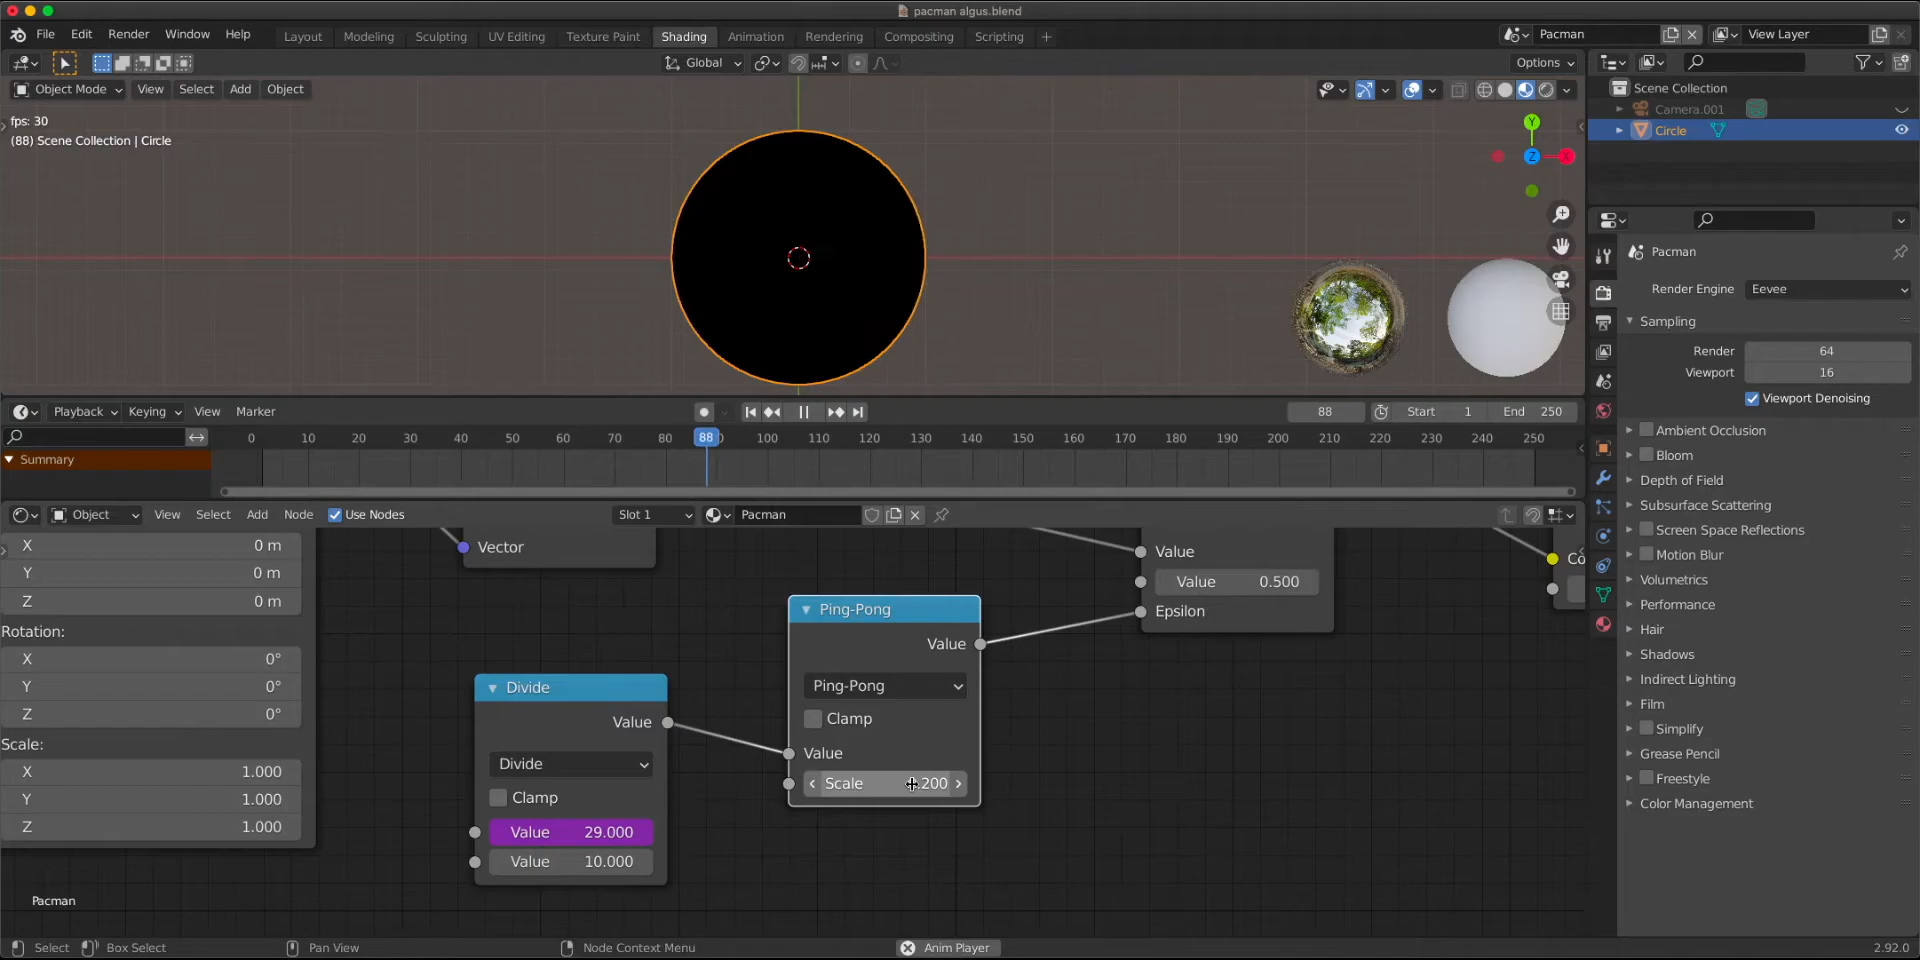 pacman algus.blend
File Edit Render Window Help Layout Modeling Sculpting UV Editing Texture Paint Shading Animation Rendering Compositing Scripting + Pacman View Layer
Global Options
Object Mode View Select Add Object
Scene Collection
Camera.001
Circle
fps: 30
(88) Scene Collection | Circle
Y
Z
X
Pacman
Render Engine Eevee
Sampling
Render 64
Viewport 16
Viewport Denoising
Ambient Occlusion
Bloom
Depth of Field
Subsurface Scattering
Screen Space Reflections
Motion Blur
Volumetrics
Performance
Hair
Shadows
Indirect Lighting
Film
Simplify
Grease Pencil
Freestyle
Color Management
Playback Keying View Marker 88 Start 1 End 250
0 10 20 30 40 50 60 70 80 88 100 110 120 130 140 150 160 170 180 190 200 210 220 230 240 250
Summary
Object View Select Add Node Use Nodes Slot 1 Pacman
X 0 m
Y 0 m
Z 0 m
Rotation:
X 0°
Y 0°
Z 0°
Scale:
X 1.000
Y 1.000
Z 1.000
Vector
Divide
Value
Divide
Clamp
Value 29.000
Value 10.000
Ping-Pong
Value
Ping-Pong
Clamp
Value
Scale .200
Value
Value 0.500
Epsilon
Co
Pacman
Select Box Select Pan View Node Context Menu Anim Player 2.92.0